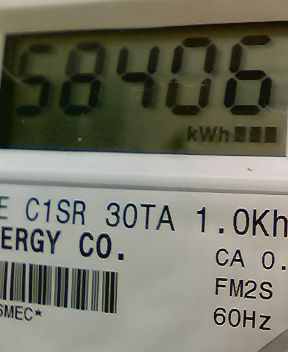 58406
kWh
E C1SR 30TA 1.0Kh
ERGY CO.
CA 0.
FM2S
SMEC*
60Hz